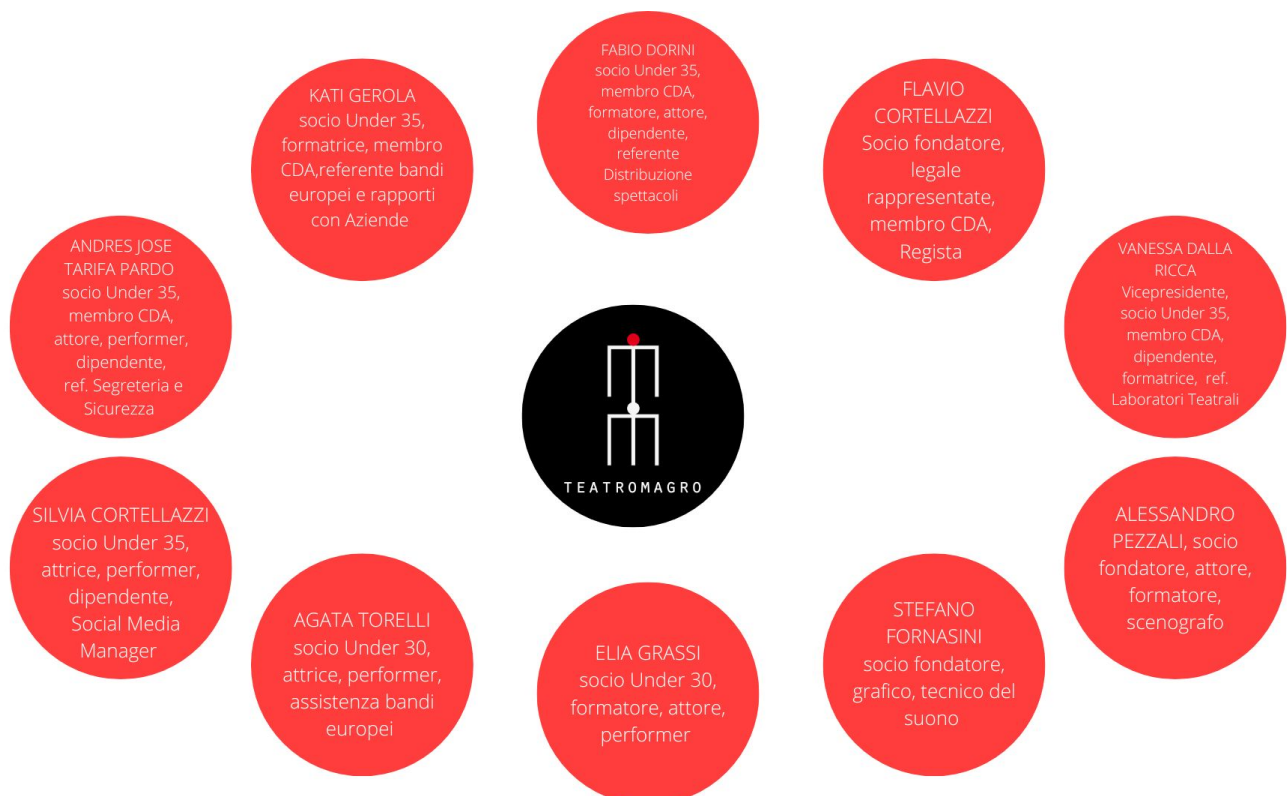 FABIO DORINI
socio Under 35,
membro CDA,
formatore, attore,
dipendente,
referente
Distribuzione
spettacoli
KATI GEROLA
socio Under 35,
formatrice, membro
CDA,referente bandi
europei e rapporti
con Aziende
FLAVIO
CORTELLAZZI
Socio fondatore,
legale
rappresentate,
membro CDA,
Regista
ANDRES JOSE
TARIFA PARDO
socio Under 35,
membro CDA,
attore, performer,
dipendente,
ref. Segreteria e
Sicurezza
VANESSA DALLA
RICCA
Vicepresidente,
socio Under 35,
membro CDA,
dipendente,
formatrice, ref.
Laboratori Teatrali
TEATROMAGRO
SILVIA CORTELLAZZI
socio Under 35,
attrice, performer,
dipendente,
Social Media
Manager
AGATA TORELLI
socio Under 30,
attrice, performer,
assistenza bandi
europei
ELIA GRASSI
socio Under 30,
formatore, attore,
performer
STEFANO
FORNASINI
socio fondatore,
grafico, tecnico del
suono
ALESSANDRO
PEZZALI, socio
fondatore, attore,
formatore,
scenografo